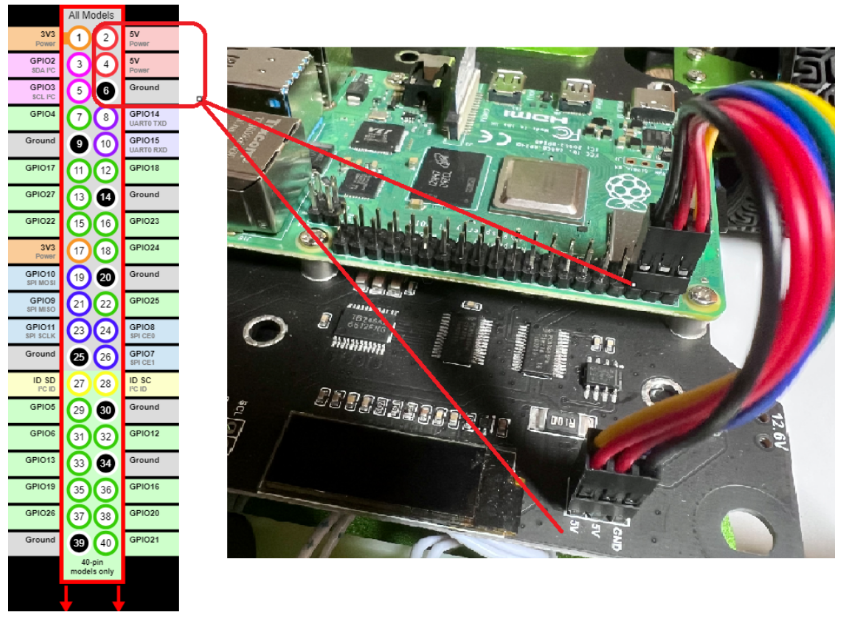 All Models
3V3 Power 1 2 5V Power
GPIO2 SDA I²C 3 4 5V Power
GPIO3 SCL I²C 5 6 Ground
GPIO4 7 8 GPIO14 UART0 TXD
Ground 9 10 GPIO15 UART0 RXD
GPIO17 11 12 GPIO18
GPIO27 13 14 Ground
GPIO22 15 16 GPIO23
3V3 Power 17 18 GPIO24
GPIO10 SPI MOSI 19 20 Ground
GPIO9 SPI MISO 21 22 GPIO25
GPIO11 SPI SCLK 23 24 GPIO8 SPI CE0
Ground 25 26 GPIO7 SPI CE1
ID SD I²C ID 27 28 ID SC I²C ID
GPIO5 29 30 Ground
GPIO6 31 32 GPIO12
GPIO13 33 34 Ground
GPIO19 35 36 GPIO16
GPIO26 37 38 GPIO20
Ground 39 40 GPIO21
40-pin
models only
HDMI
FC CE
SCL
12.6V
5V
5V
GND